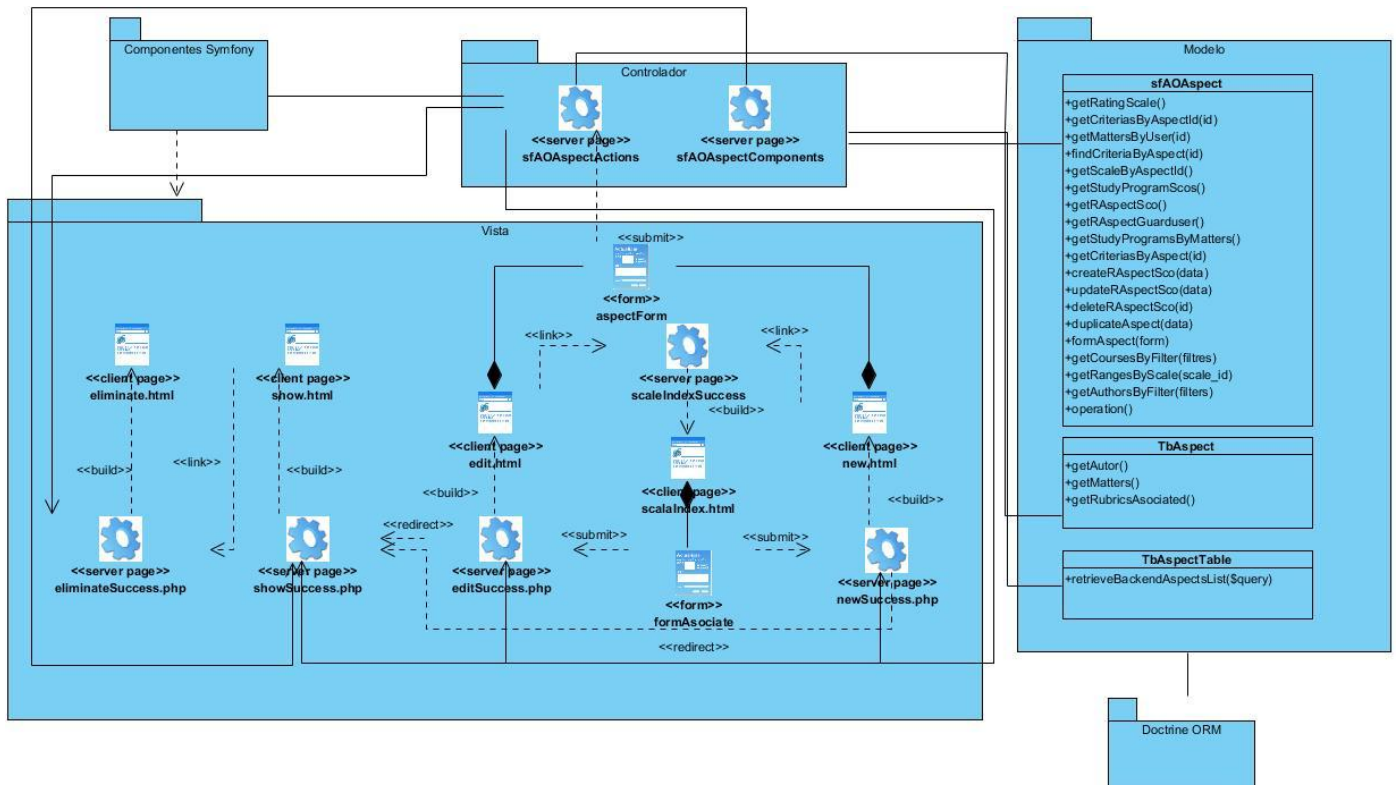 Componentes Symfony
Controlador
<<server page>>
sfAOAspectActions
<<server page>>
sfAOAspectComponents
Modelo
sfAOAspect
+getRatingScale()
+getCriteriasByAspectId(id)
+getMattersByUser(id)
+findCriteriaByAspect(id)
+getScaleByAspectId()
+getStudyProgramScos()
+getRAspectSco()
+getRAspectGuarduser()
+getStudyProgramsByMatters()
+getCriteriasByAspect(id)
+createRAspectSco(data)
+updateRAspectSco(data)
+deleteRAspectSco(id)
+duplicateAspect(data)
+formAspect(form)
+getCoursesByFilter(filtres)
+getRangesByScale(scale_id)
+getAuthorsByFilter(filters)
+operation()
TbAspect
+getAutor()
+getMatters()
+getRubricsAsociated()
TbAspectTable
+retrieveBackendAspectsList($query)
Doctrine ORM
Vista
<<submit>>
<<form>>
aspectForm
<<link>>
<<link>>
<<client page>>
eliminate.html
<<client page>>
show.html
<<server page>>
scaleIndexSuccess
<<build>>
<<client page>>
edit.html
<<client page>>
new.html
<<build>>
<<link>>
<<build>>
<<build>>
<<client page>>
scalaIndex.html
<<build>>
<<redirect>>
<<submit>>
<<submit>>
<<server page>>
eliminateSuccess.php
<<server page>>
showSuccess.php
<<server page>>
editSuccess.php
<<form>>
formAsociate
<<server page>>
newSuccess.php
<<redirect>>